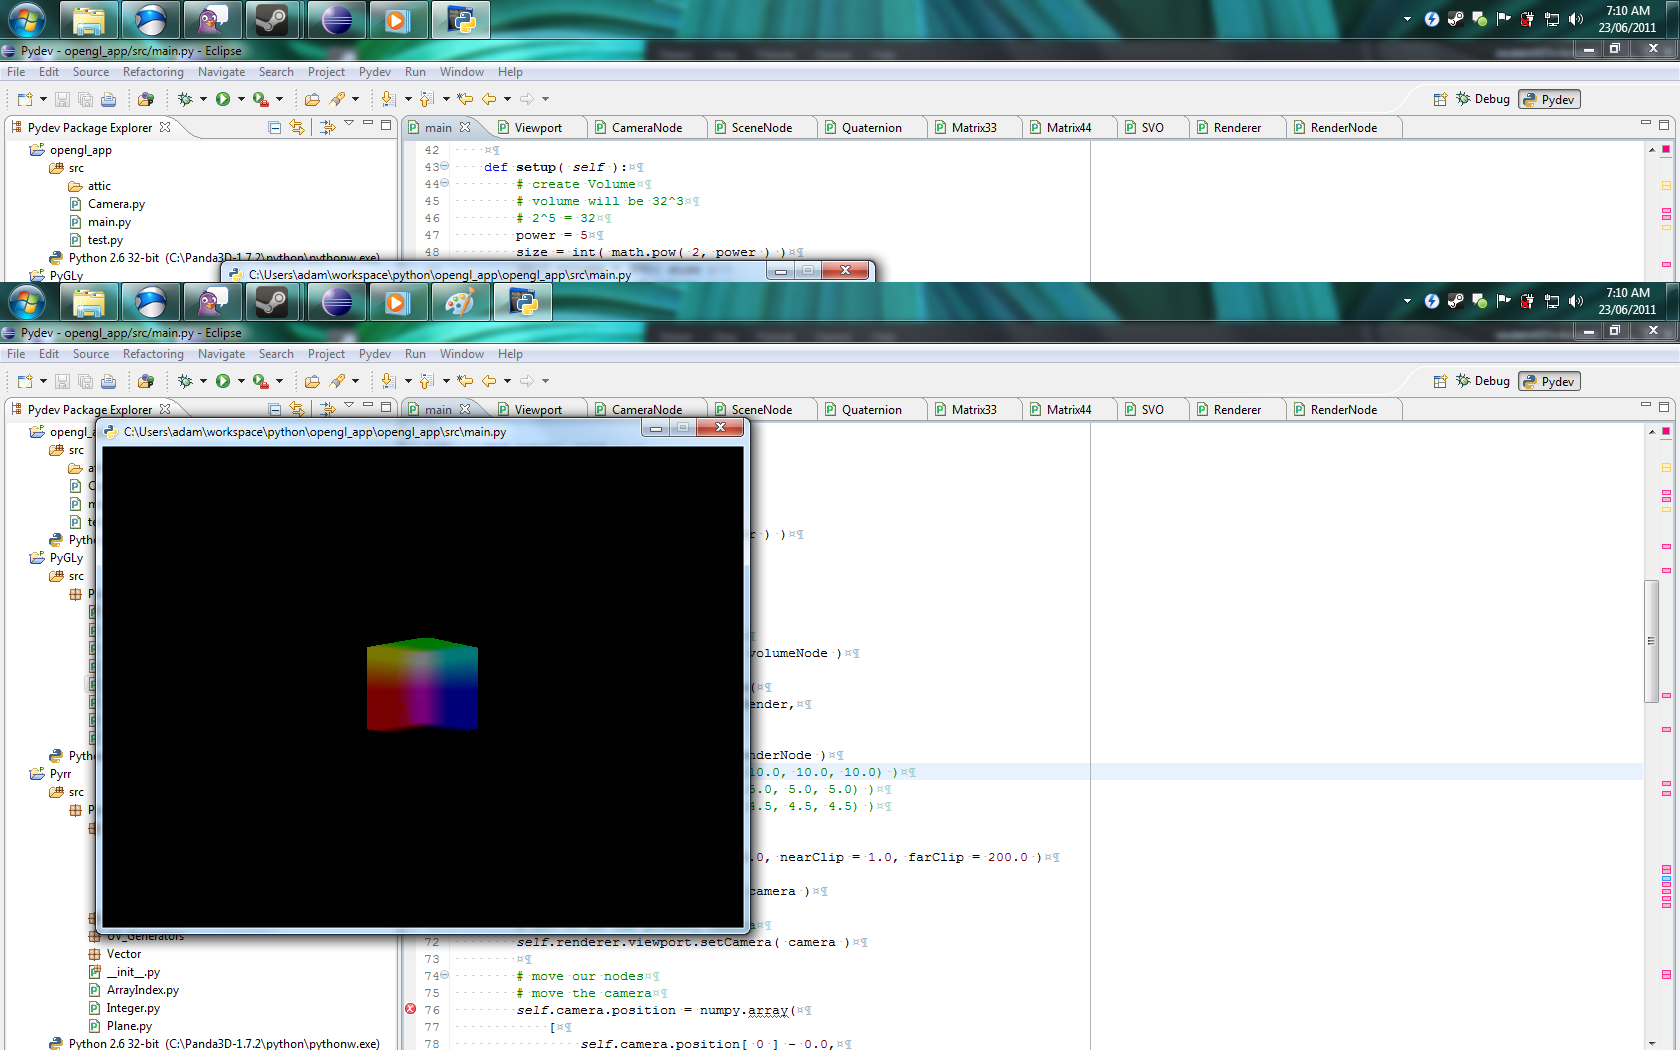 7:10 AM
23/06/2011
Pydev - opengl_app/src/main.py - Eclipse
File Edit Source Refactoring Navigate Search Project Pydev Run Window Help
Debug Pydev
Pydev Package Explorer
main Viewport CameraNode SceneNode Quaternion Matrix33 Matrix44 SVO Renderer RenderNode
opengl_app
src
attic
Camera.py
main.py
test.py
Python 2.6 32-bit (C:\Panda3D-1.7.2\python\pythonw.exe)
PyGLy
42
43 def setup( self ):
44 # create Volume
45 # volume will be 32^3
46 # 2^5 = 32
47 power = 5
48 size = int( math.pow( 2, power ) )
C:\Users\adam\workspace\python\opengl_app\opengl_app\src\main.py
7:10 AM
23/06/2011
Pydev - opengl_app/src/main.py - Eclipse
File Edit Source Refactoring Navigate Search Project Pydev Run Window Help
Debug Pydev
Pydev Package Explorer
main Viewport CameraNode SceneNode Quaternion Matrix33 Matrix44 SVO Renderer RenderNode
C:\Users\adam\workspace\python\opengl_app\opengl_app\src\main.py
opengl_a
src
a
C
te
Pyth
PyGLy
src
P
Pyth
Pyrr
src
P
UV_Generators
Vector
__init__.py
ArrayIndex.py
Integer.py
Plane.py
Python 2.6 32-bit (C:\Panda3D-1.7.2\python\pythonw.exe)
) )
volumeNode )
(
ender,
nderNode )
10.0, 10.0, 10.0) )
5.0, 5.0, 5.0) )
4.5, 4.5, 4.5) )
.0, nearClip = 1.0, farClip = 200.0 )
camera )
72 self.renderer.viewport.setCamera( camera )
73
74 # move our nodes
75 # move the camera
76 self.camera.position = numpy.array(
77 [
78 self.camera.position[ 0 ] - 0.0,